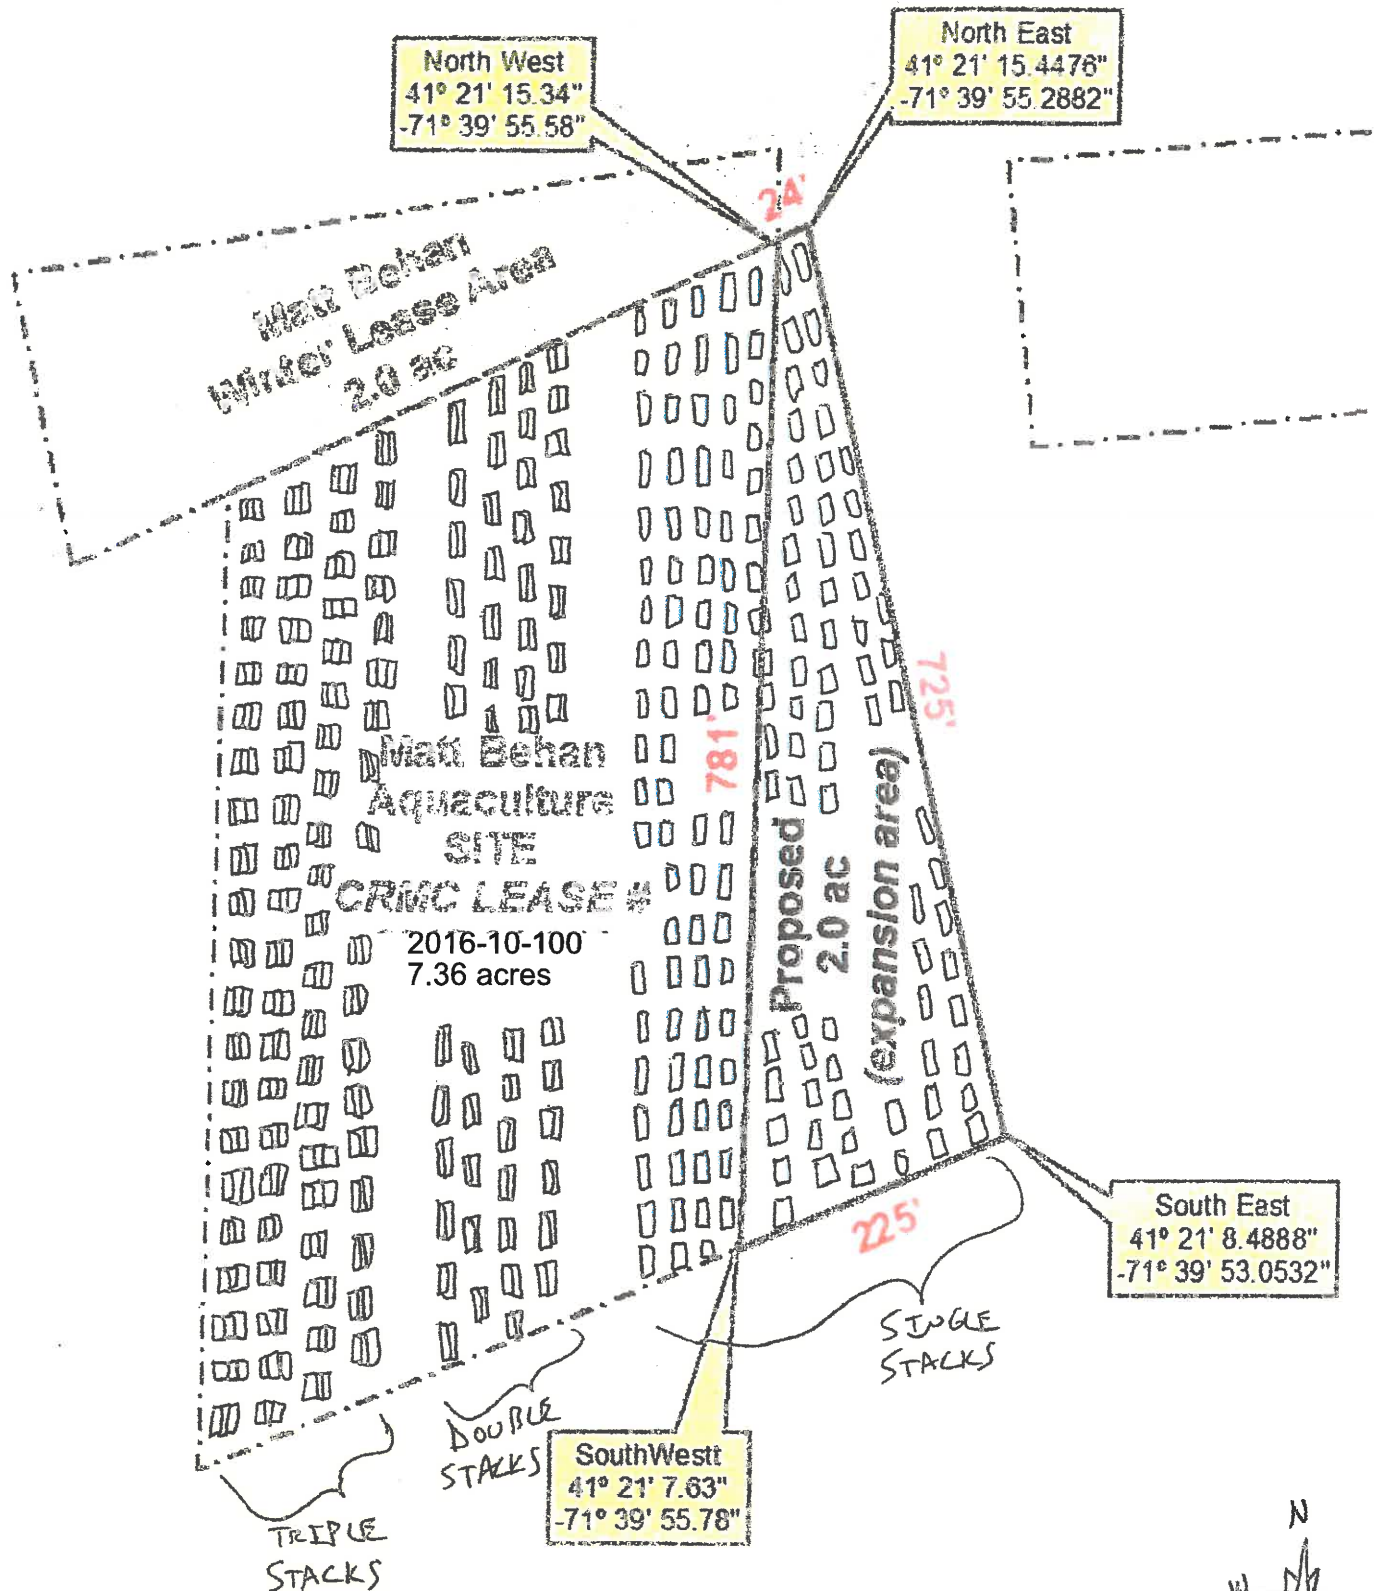 North West
41° 21' 15.34"
-71° 39' 55.58"
North East
41° 21' 15.4476"
-71° 39' 55.2882"
24'
Matt Behan
Winter Lease Area
2.0 ac
725'
781'
Matt Behan
Aquaculture
SITE
CRMC LEASE #
2016-10-100
7.36 acres
Proposed
2.0 ac
(expansion area)
225'
South East
41° 21' 8.4888"
-71° 39' 53.0532"
SINGLE
STACKS
DOUBLE
STACKS
SouthWestt
41° 21' 7.63"
-71° 39' 55.78"
TRIPLE
STACKS
N
W